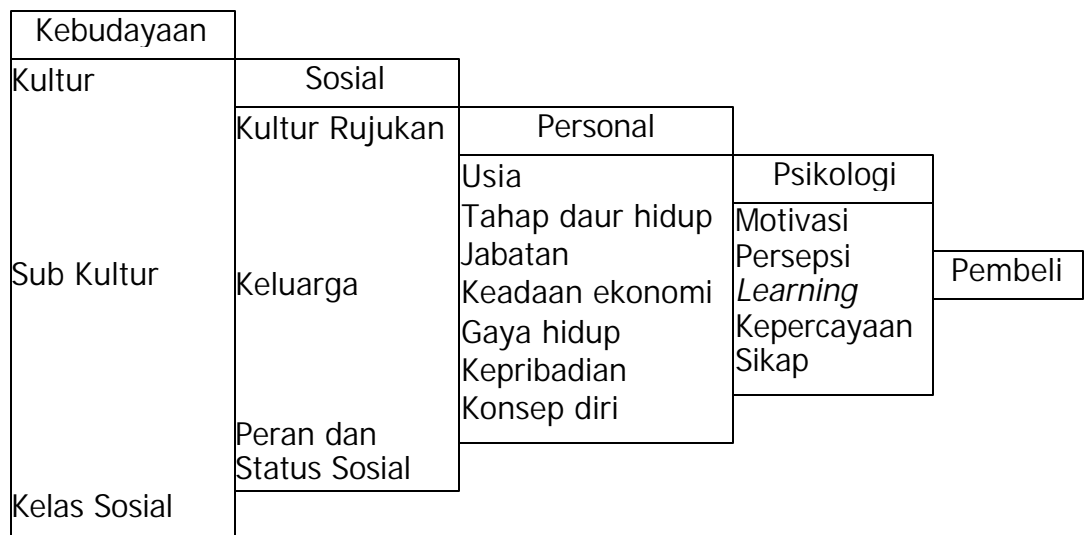 Kebudayaan
Kultur
Sub Kultur
Kelas Sosial
Sosial
Kultur Rujukan
Keluarga
Peran dan
Status Sosial
Personal
Usia
Tahap daur hidup
Jabatan
Keadaan ekonomi
Gaya hidup
Kepribadian
Konsep diri
Psikologi
Motivasi
Persepsi
Learning
Kepercayaan
Sikap
Pembeli